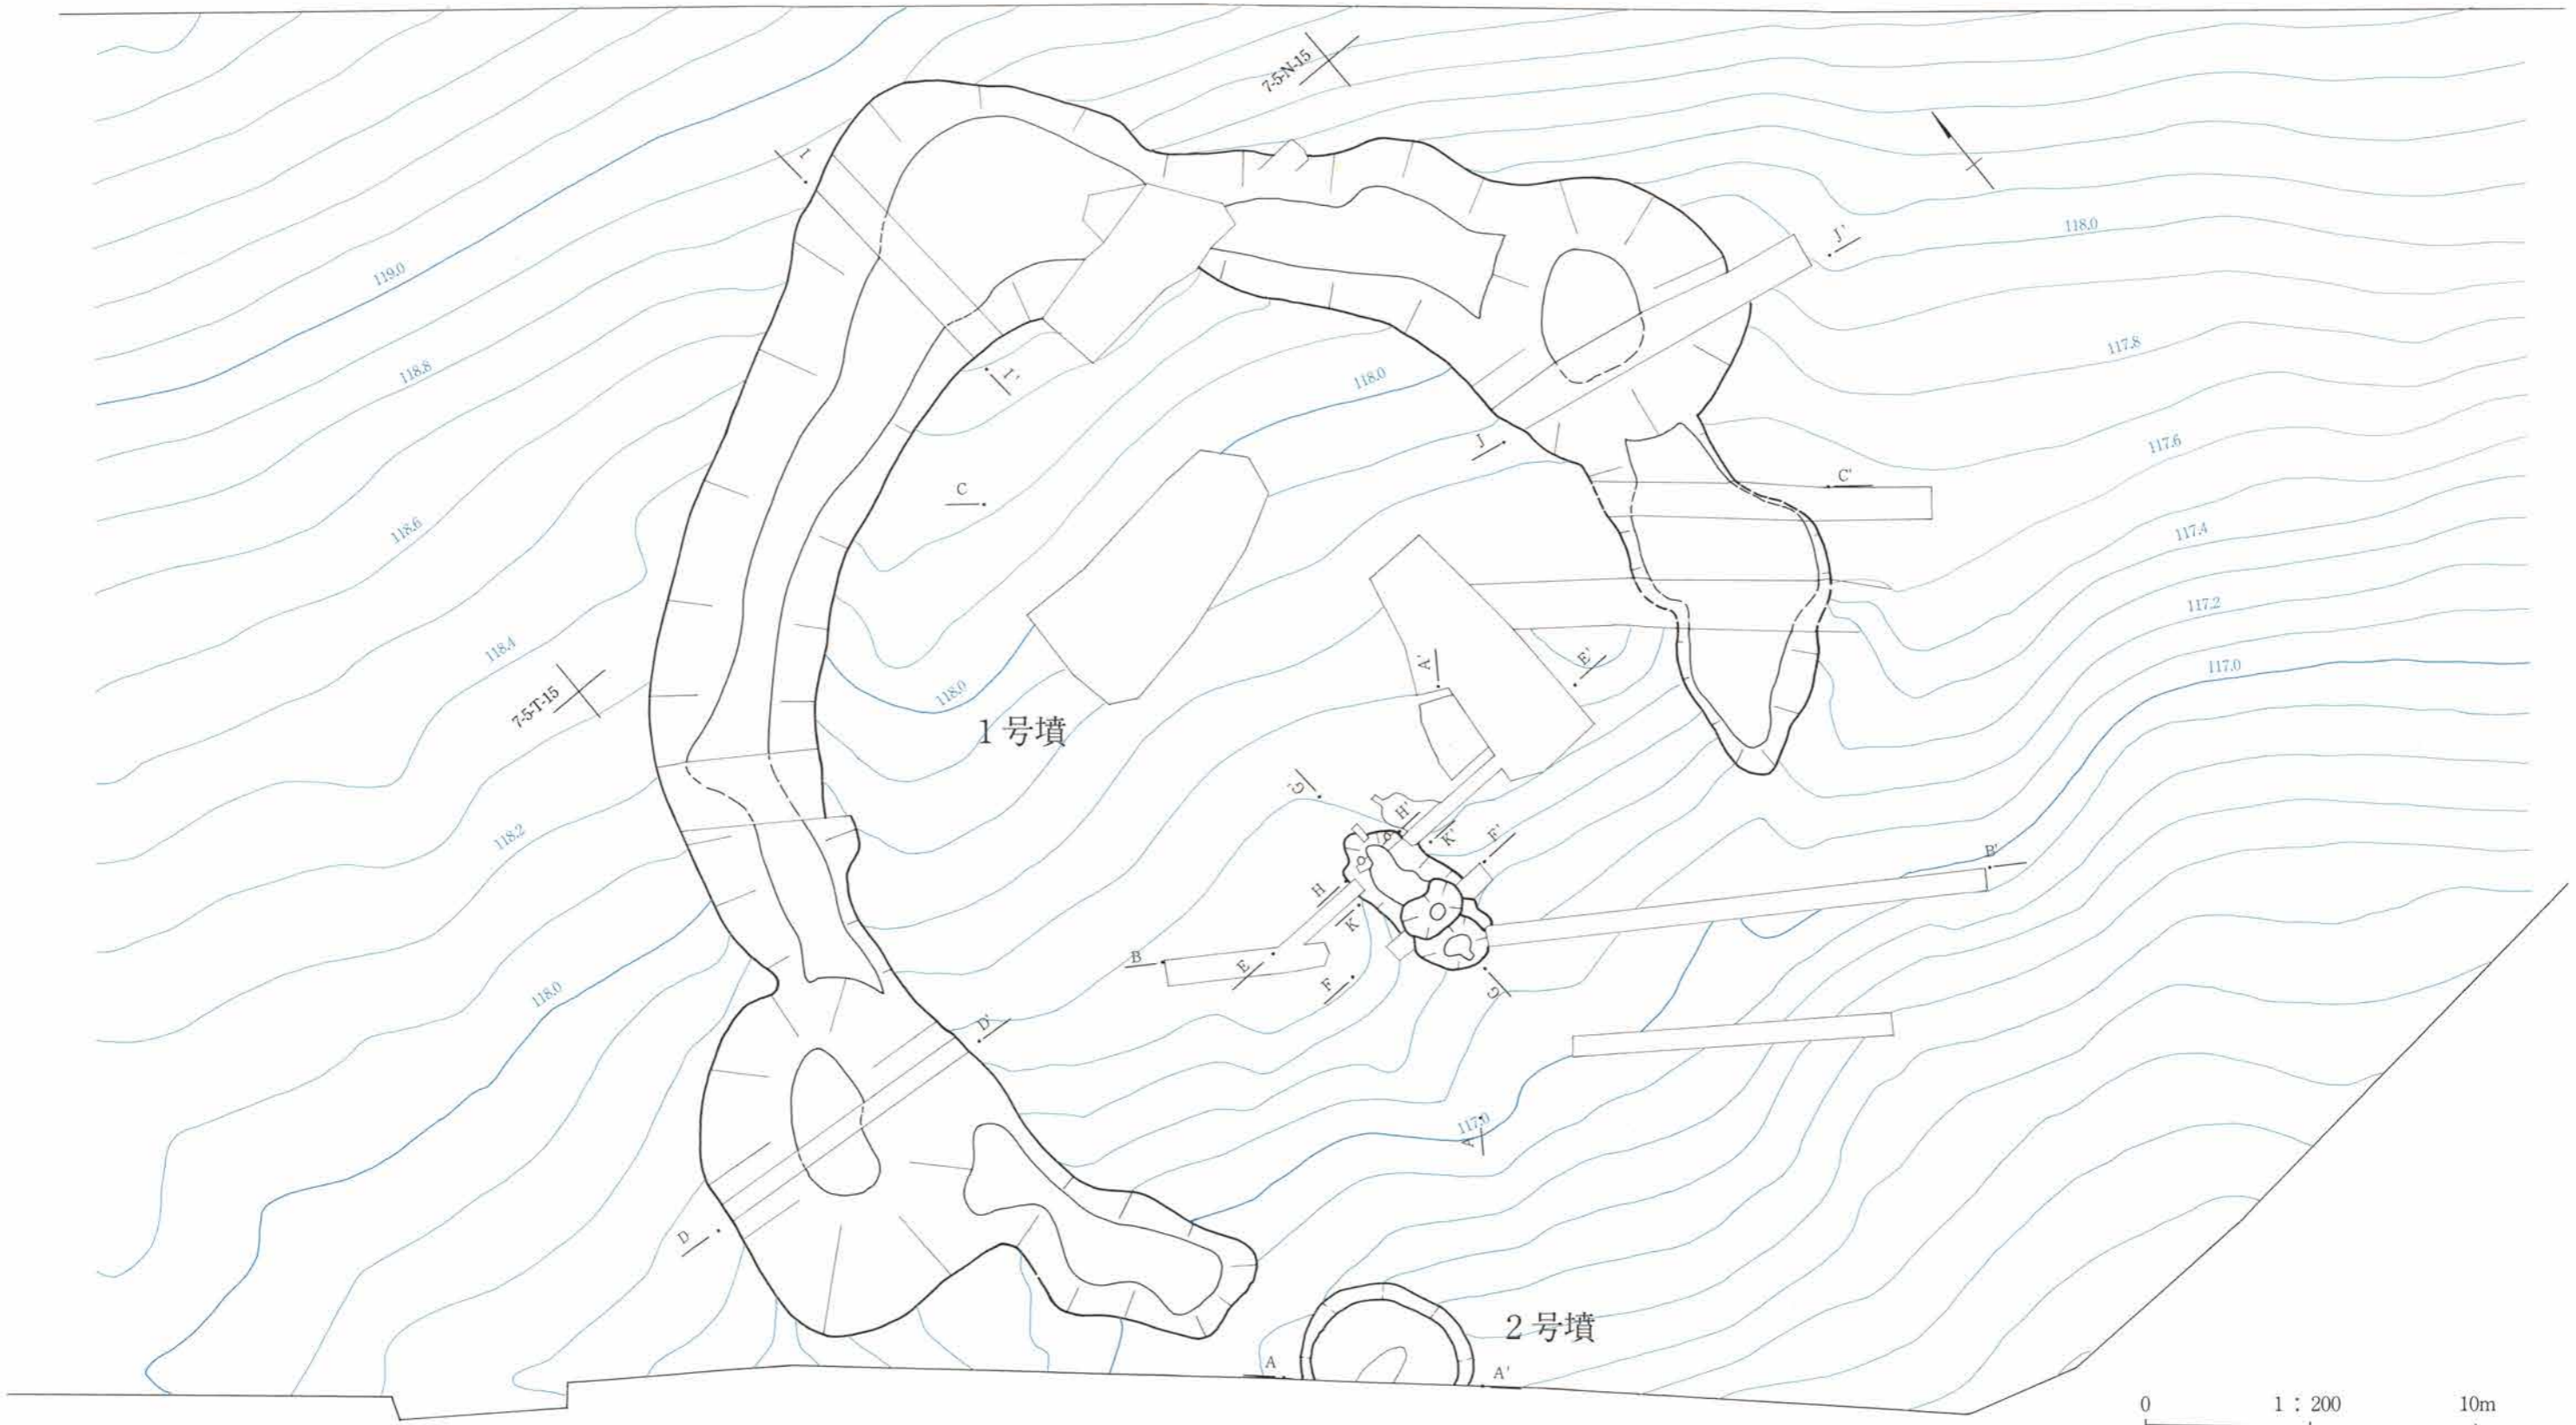 7-5-N-15
1
J'
118.0
119.0
117.8
118.8
1'
118.0
J
117.6
C
C'
118.6
117.4
117.2
118.4
A'
E'
117.0
7-5-T-15
118.0
1号墳
G'
H'
K'
F'
118.2
B'
H
K
B
E
F
G
118.0
D'
117.0
A
D
2号墳
A
A'
0
1：200
10m